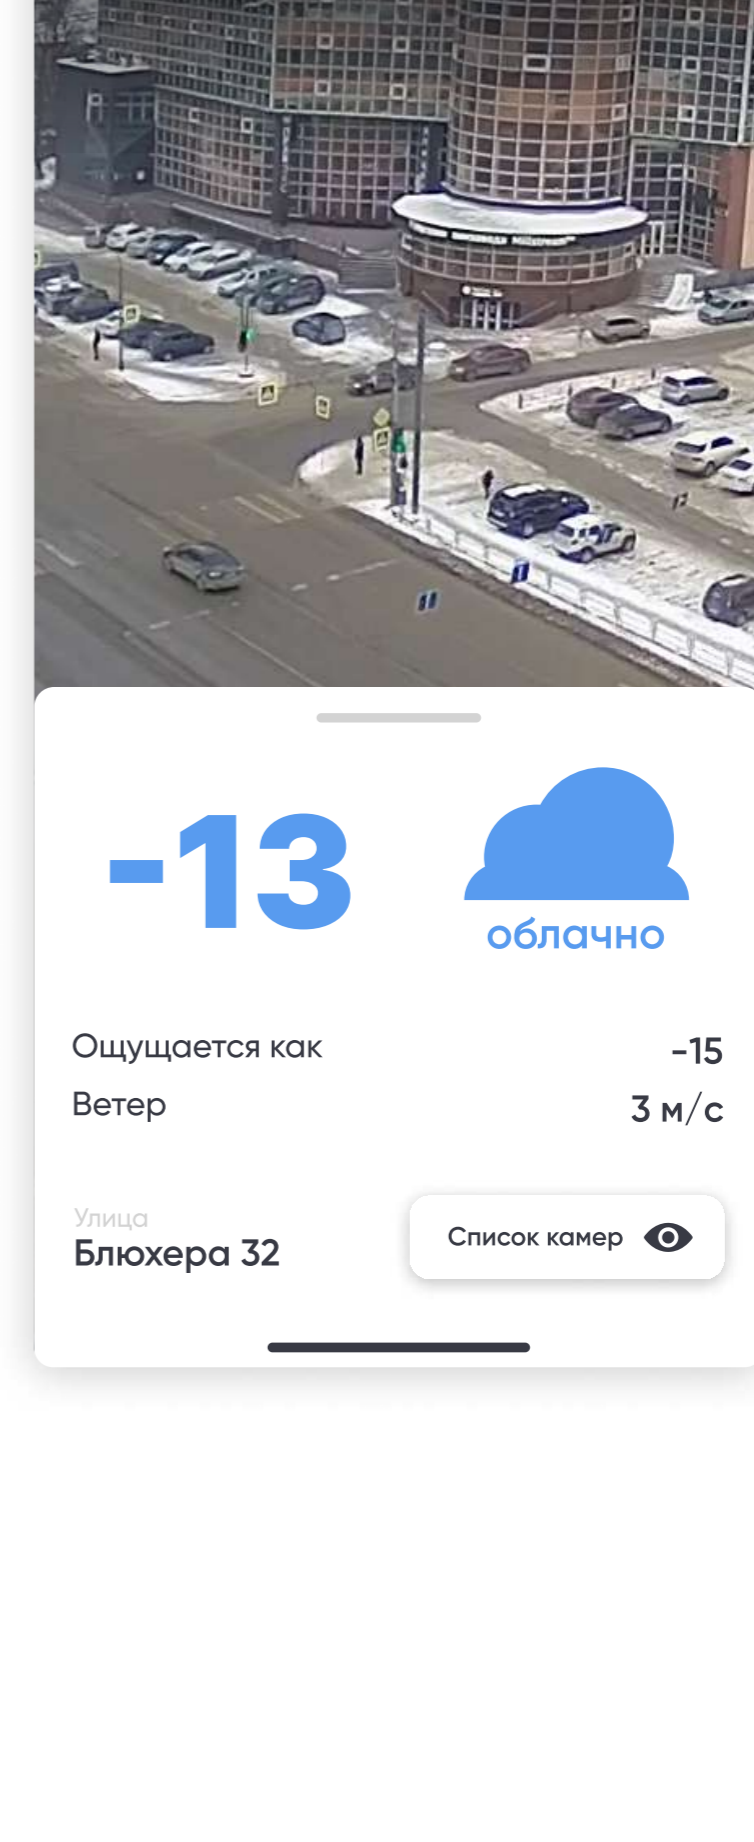 -13
облачно
Ощущается как
-15
Ветер
3 м/с
Улица
Блюхера 32
Список камер